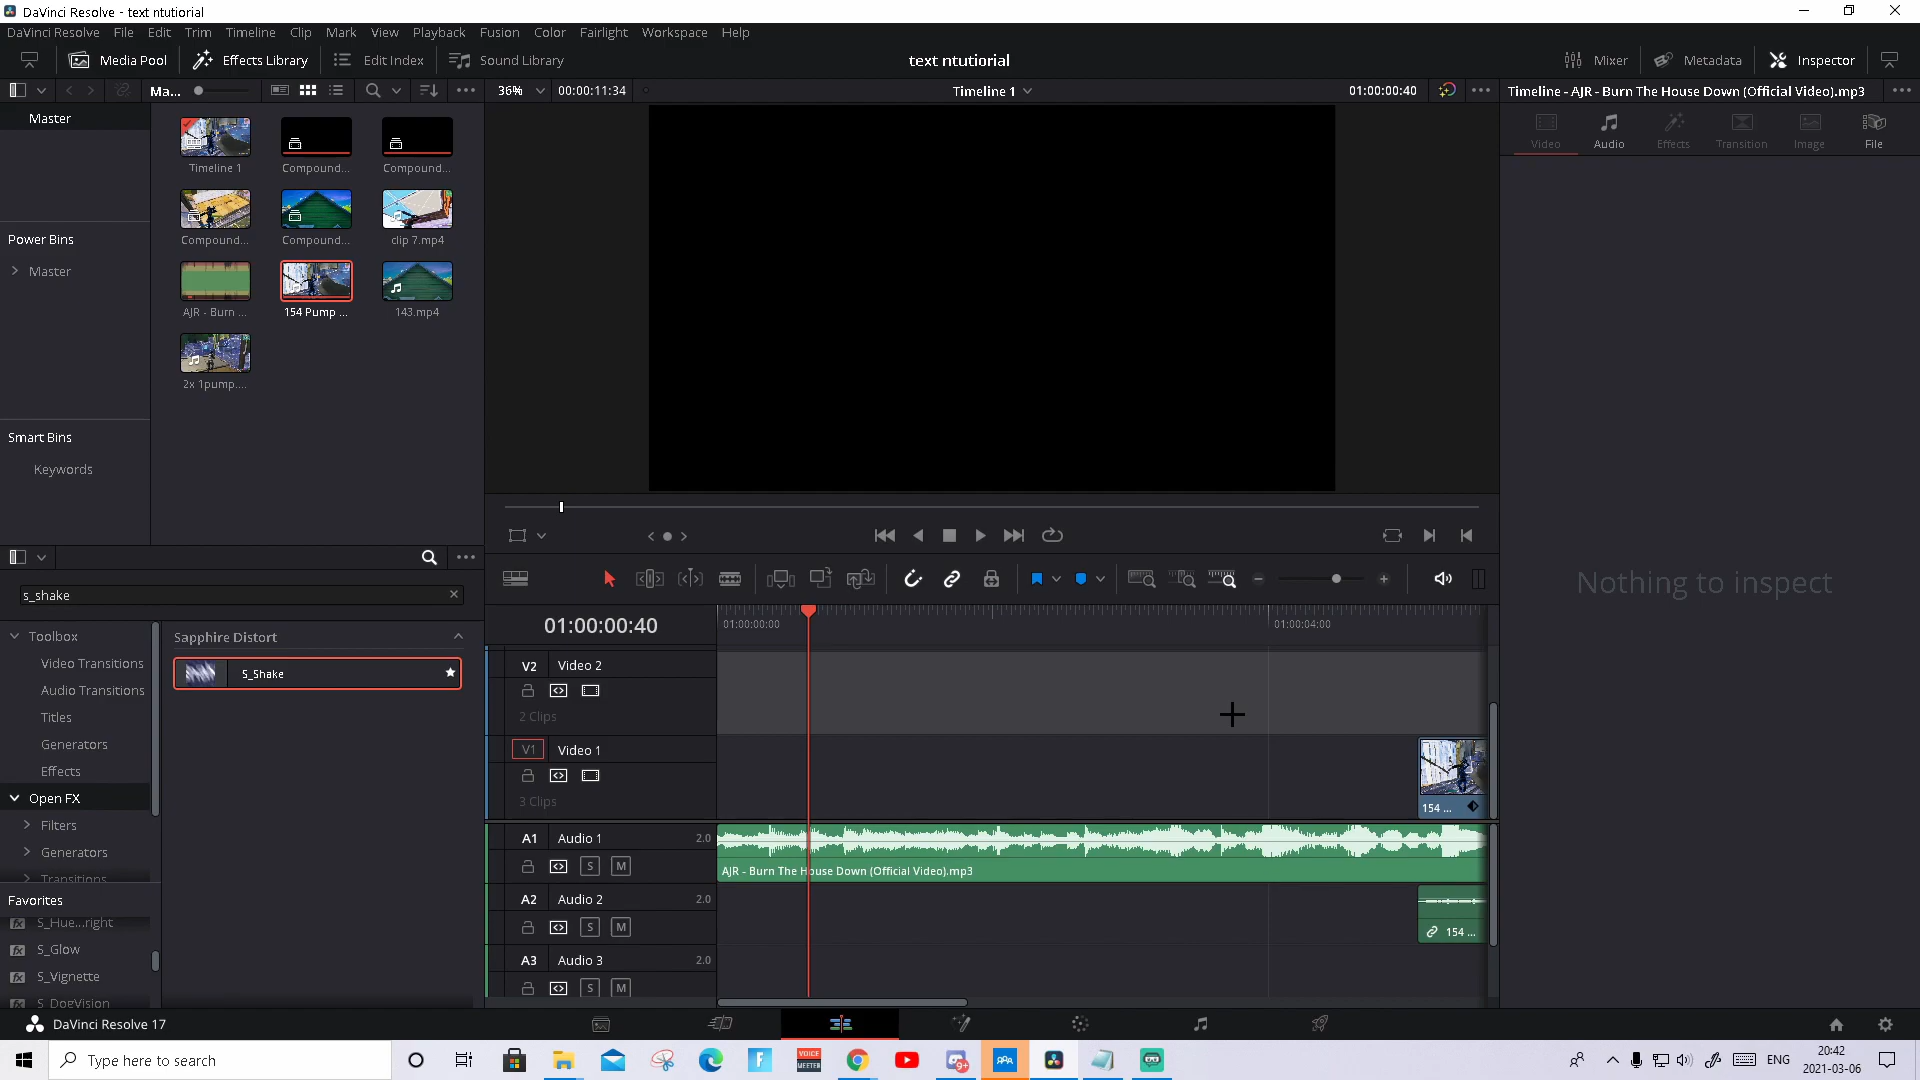 DaVinci Resolve - text ntutiorial
DaVinci Resolve File Edit Trim Timeline Clip Mark View Playback Fusion Color Fairlight Workspace Help
Media Pool Effects Library Edit Index Sound Library text ntutiorial Mixer Metadata Inspector
Ma... 36% 00:00:11:34 Timeline 1 01:00:00:40 Timeline - AJR - Burn The House Down (Official Video).mp3
Video Audio Effects Transition Image File
Master
Timeline 1 Compound... Compound...
Compound... Compound... clip 7.mp4
Power Bins
Master
AJR - Burn ... 154 Pump ... 143.mp4
2x 1pump....
Smart Bins
Keywords
s_shake
Nothing to inspect
Toolbox
Video Transitions
Audio Transitions
Titles
Generators
Effects
Open FX
Filters
Generators
Transitions
Favorites
S_Hue...right
S_Glow
S_Vignette
S_DogVision
Sapphire Distort
S_Shake
01:00:00:40 01:00:00:00 01:00:04:00
V2 Video 2
2 Clips
V1 Video 1
3 Clips
154 ...
A1 Audio 1 2.0
S M
AJR - Burn The House Down (Official Video).mp3
A2 Audio 2 2.0
S M
154 ...
A3 Audio 3 2.0
S M
DaVinci Resolve 17
Type here to search
VOICE
MEETER
9+
ENG
20:42
2021-03-06